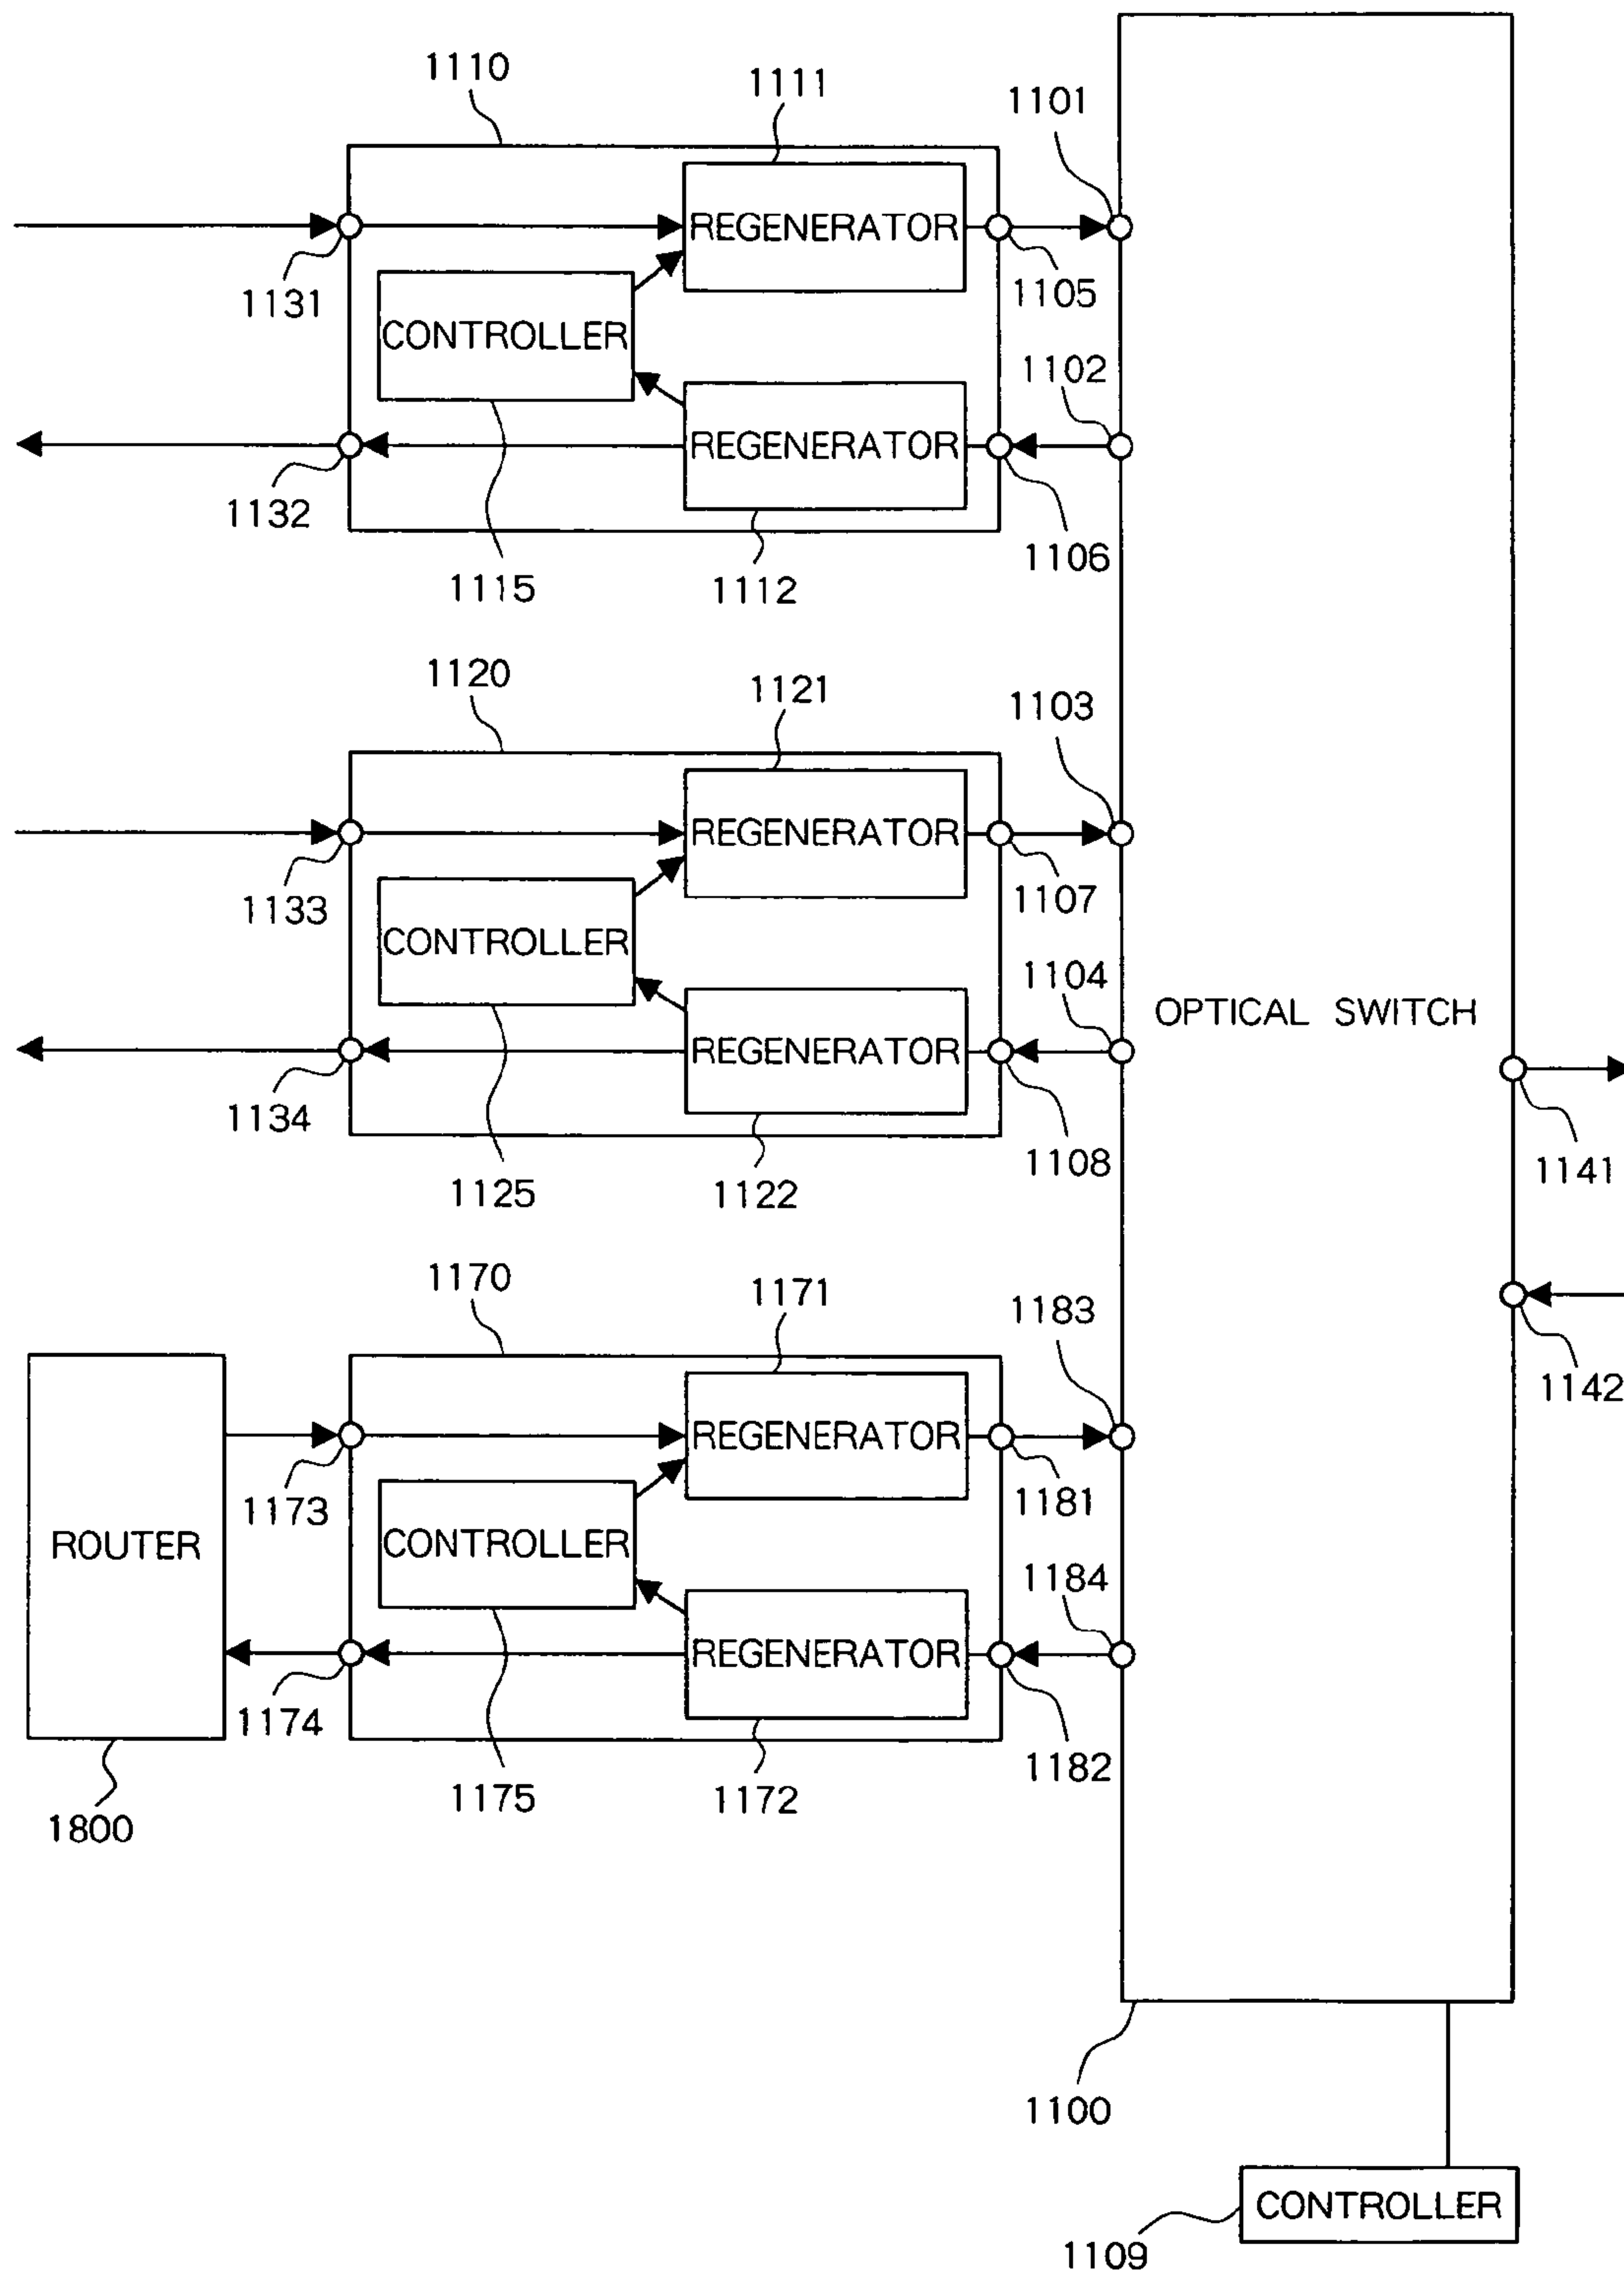 1110
1111
1101
REGENERATOR
1131
1105
CONTROLLER
1102
REGENERATOR
1132
1106
1115
1112
1120
1121
1103
REGENERATOR
1133
1107
CONTROLLER
1104
OPTICAL SWITCH
REGENERATOR
1134
1108
1141
1125
1122
1170
1171
1183
1142
REGENERATOR
1173
1181
ROUTER
CONTROLLER
1184
REGENERATOR
1174
1182
1175
1172
1800
1100
CONTROLLER
1109